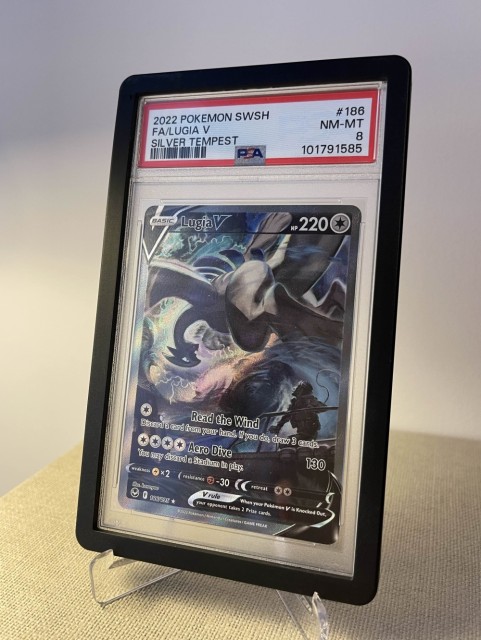 2022 POKEMON SWSH #186
FA/LUGIA V NM-MT
SILVER TEMPEST 8
PSA 101791585
BASIC Lugia V HP 220
Read the Wind
Discard a card from your hand. If you do, draw 3 cards.
Aero Dive 130
You may discard a Stadium in play.
weakness ×2 resistance -30 retreat
V rule When your Pokémon V is Knocked Out,
your opponent takes 2 Prize cards.